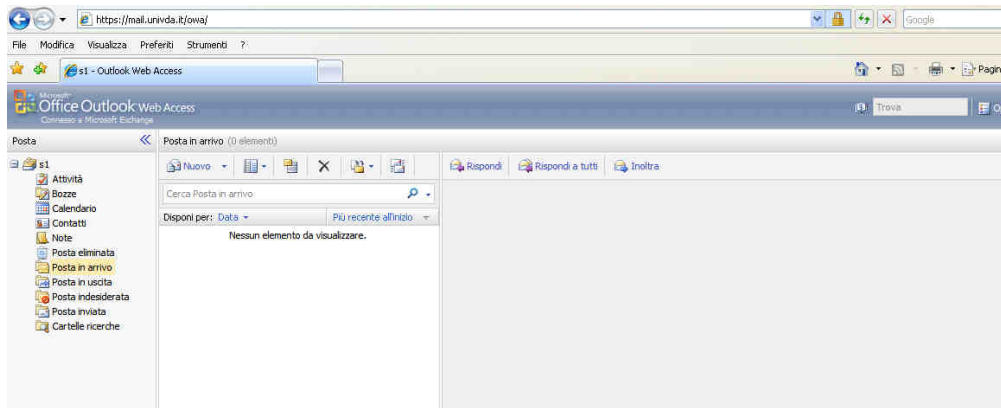 https://mail.univda.it/owa/
Google
File Modifica Visualizza Preferiti Strumenti ?
s1 - Outlook Web Access
Pagin
Microsoft
Office Outlook Web Access
Connesso a Microsoft Exchange
Trova
Posta
Posta in arrivo (0 elementi)
s1
Nuovo
Rispondi Rispondi a tutti Inoltra
Attività
Bozze
Cerca Posta in arrivo
Calendario
Contatti
Disponi per: Data Più recente all'inizio
Note
Nessun elemento da visualizzare.
Posta eliminata
Posta in arrivo
Posta in uscita
Posta indesiderata
Posta inviata
Cartelle ricerche